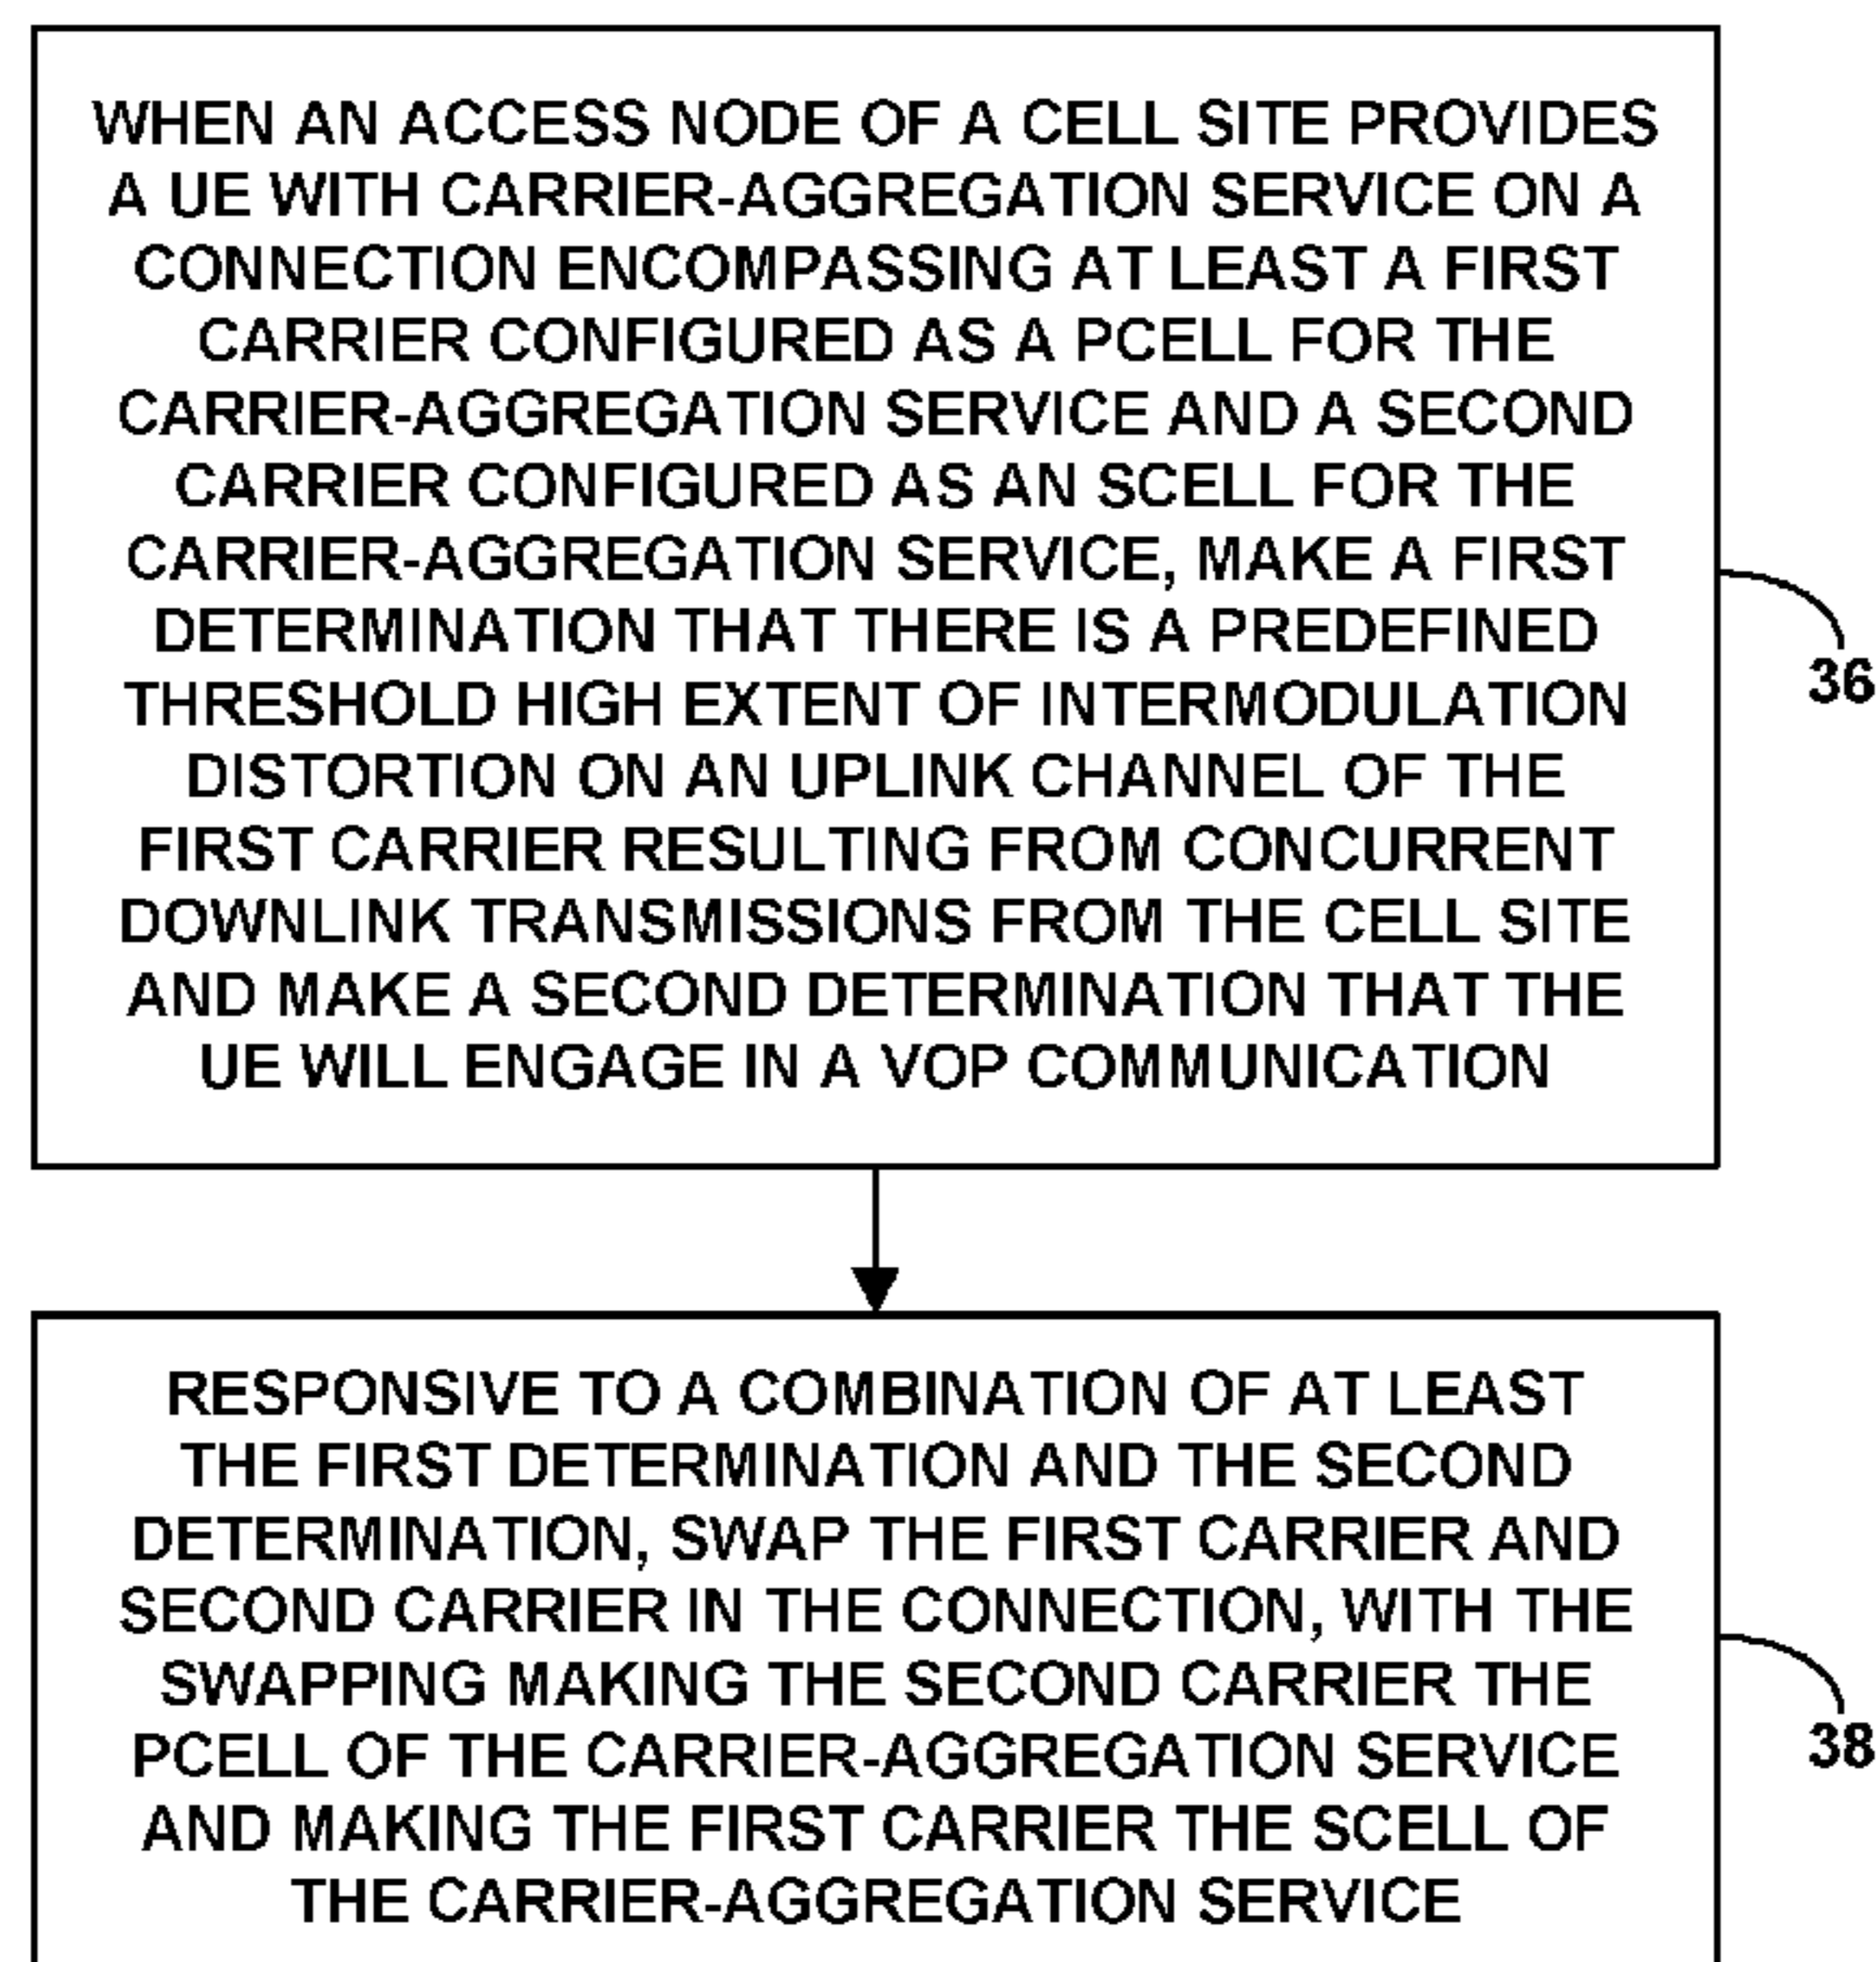 WHEN AN ACCESS NODE OF A CELL SITE PROVIDES
A UE WITH CARRIER-AGGREGATION SERVICE ON A
CONNECTION ENCOMPASSING AT LEAST A FIRST
CARRIER CONFIGURED AS A PCELL FOR THE
CARRIER-AGGREGATION SERVICE AND A SECOND
CARRIER CONFIGURED AS AN SCELL FOR THE
CARRIER-AGGREGATION SERVICE, MAKE A FIRST
DETERMINATION THAT THERE IS A PREDEFINED
THRESHOLD HIGH EXTENT OF INTERMODULATION
DISTORTION ON AN UPLINK CHANNEL OF THE
FIRST CARRIER RESULTING FROM CONCURRENT
DOWNLINK TRANSMISSIONS FROM THE CELL SITE
AND MAKE A SECOND DETERMINATION THAT THE
UE WILL ENGAGE IN A VOP COMMUNICATION
36
RESPONSIVE TO A COMBINATION OF AT LEAST
THE FIRST DETERMINATION AND THE SECOND
DETERMINATION, SWAP THE FIRST CARRIER AND
SECOND CARRIER IN THE CONNECTION, WITH THE
SWAPPING MAKING THE SECOND CARRIER THE
PCELL OF THE CARRIER-AGGREGATION SERVICE
AND MAKING THE FIRST CARRIER THE SCELL OF
THE CARRIER-AGGREGATION SERVICE
38